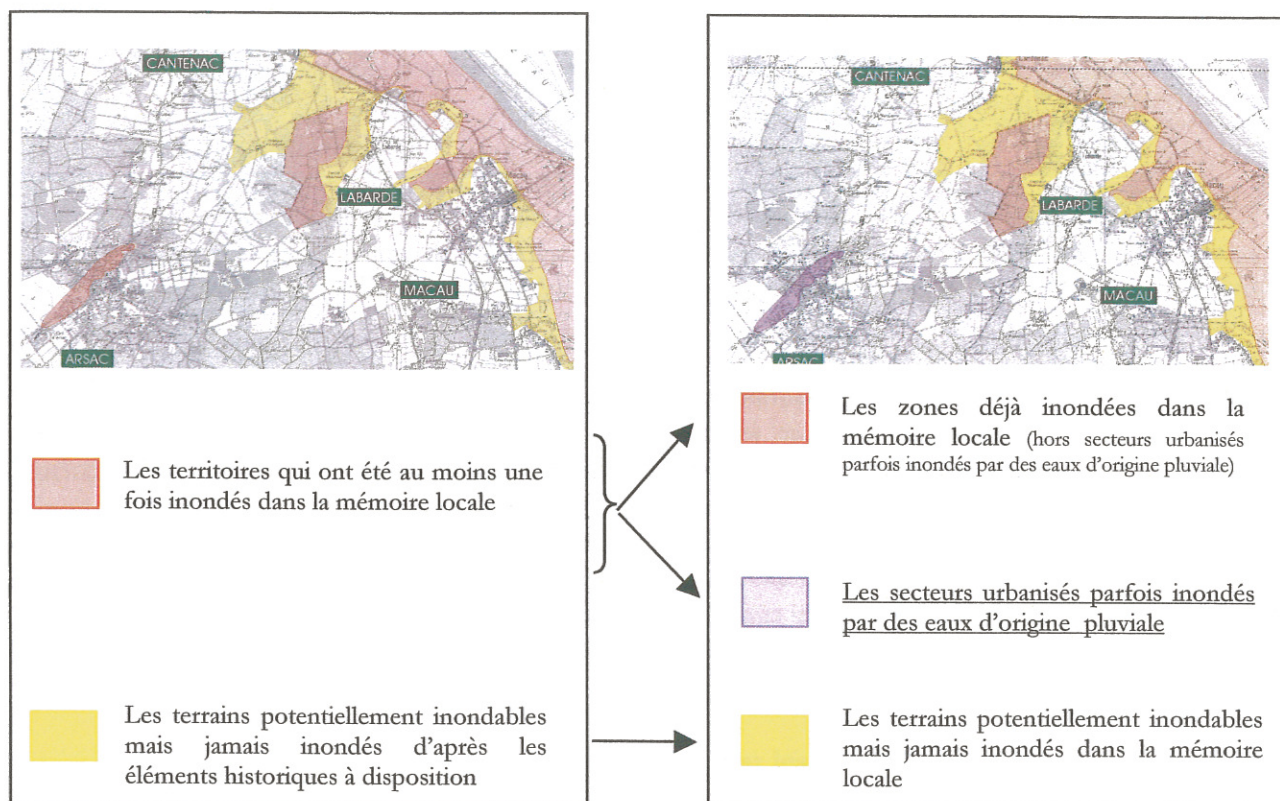 CANTENAC
LABARDE
MACAU
ARSAC
Les territoires qui ont été au moins une
fois inondés dans la mémoire locale
Les terrains potentiellement inondables
mais jamais inondés d'après les
éléments historiques à disposition
CANTENAC
LABARDE
MACAU
ARSAC
Les zones déjà inondées dans la
mémoire locale (hors secteurs urbanisés
parfois inondés par des eaux d'origine pluviale)
Les secteurs urbanisés parfois inondés
par des eaux d'origine pluviale
Les terrains potentiellement inondables
mais jamais inondés dans la mémoire
locale